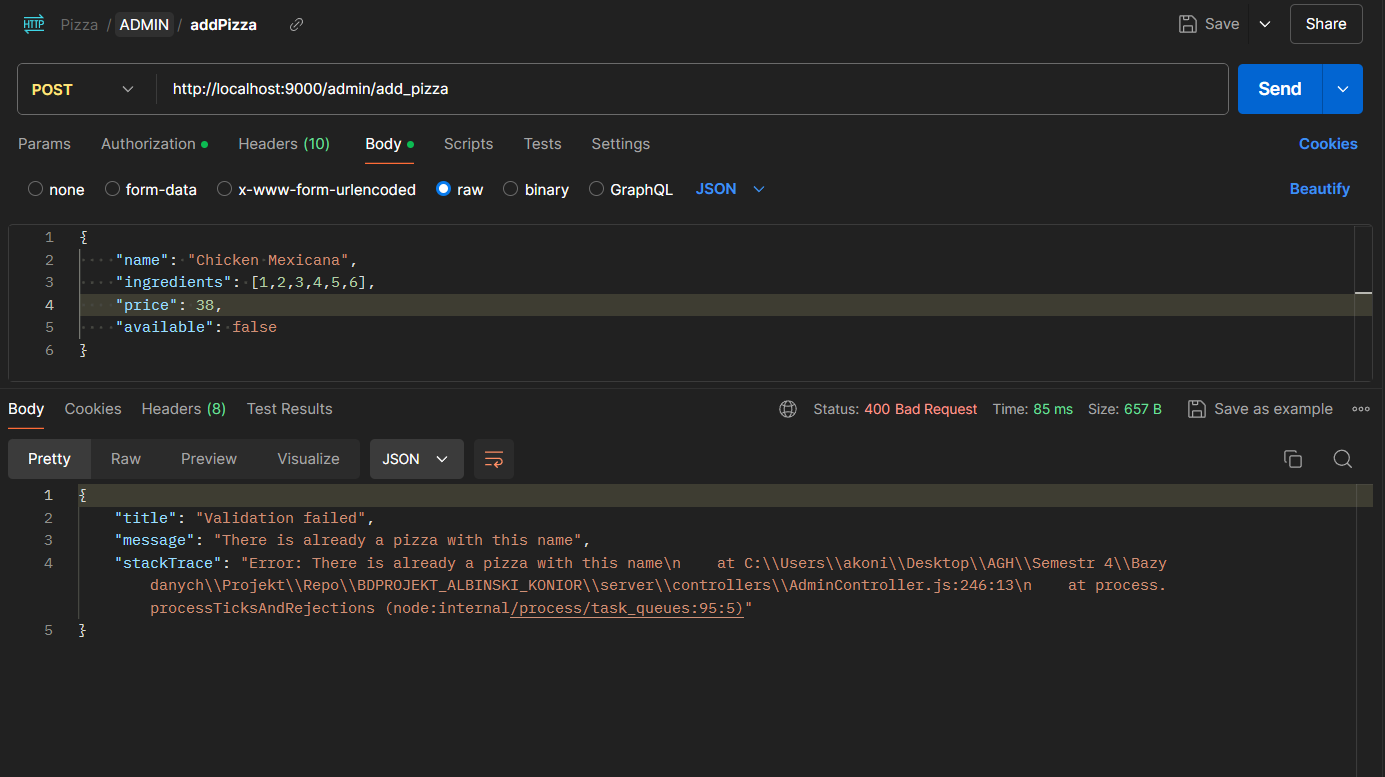 HTTP Pizza / ADMIN / addPizza Save Share
POST http://localhost:9000/admin/add_pizza Send
Params Authorization Headers (10) Body Scripts Tests Settings Cookies
none form-data x-www-form-urlencoded raw binary GraphQL JSON Beautify
1 {
2 "name": "Chicken Mexicana",
3 "ingredients": [1,2,3,4,5,6],
4 "price": 38,
5 "available": false
6 }
Body Cookies Headers (8) Test Results Status: 400 Bad Request Time: 85 ms Size: 657 B Save as example
Pretty Raw Preview Visualize JSON
1 {
2 "title": "Validation failed",
3 "message": "There is already a pizza with this name",
4 "stackTrace": "Error: There is already a pizza with this name\n    at C:\\Users\\akoni\\Desktop\\AGH\\Semestr 4\\Bazy
danych\\Projekt\\Repo\\BDPROJEKT_ALBINSKI_KONIOR\\server\\controllers\\AdminController.js:246:13\n    at process.
processTicksAndRejections (node:internal/process/task_queues:95:5)"
5 }